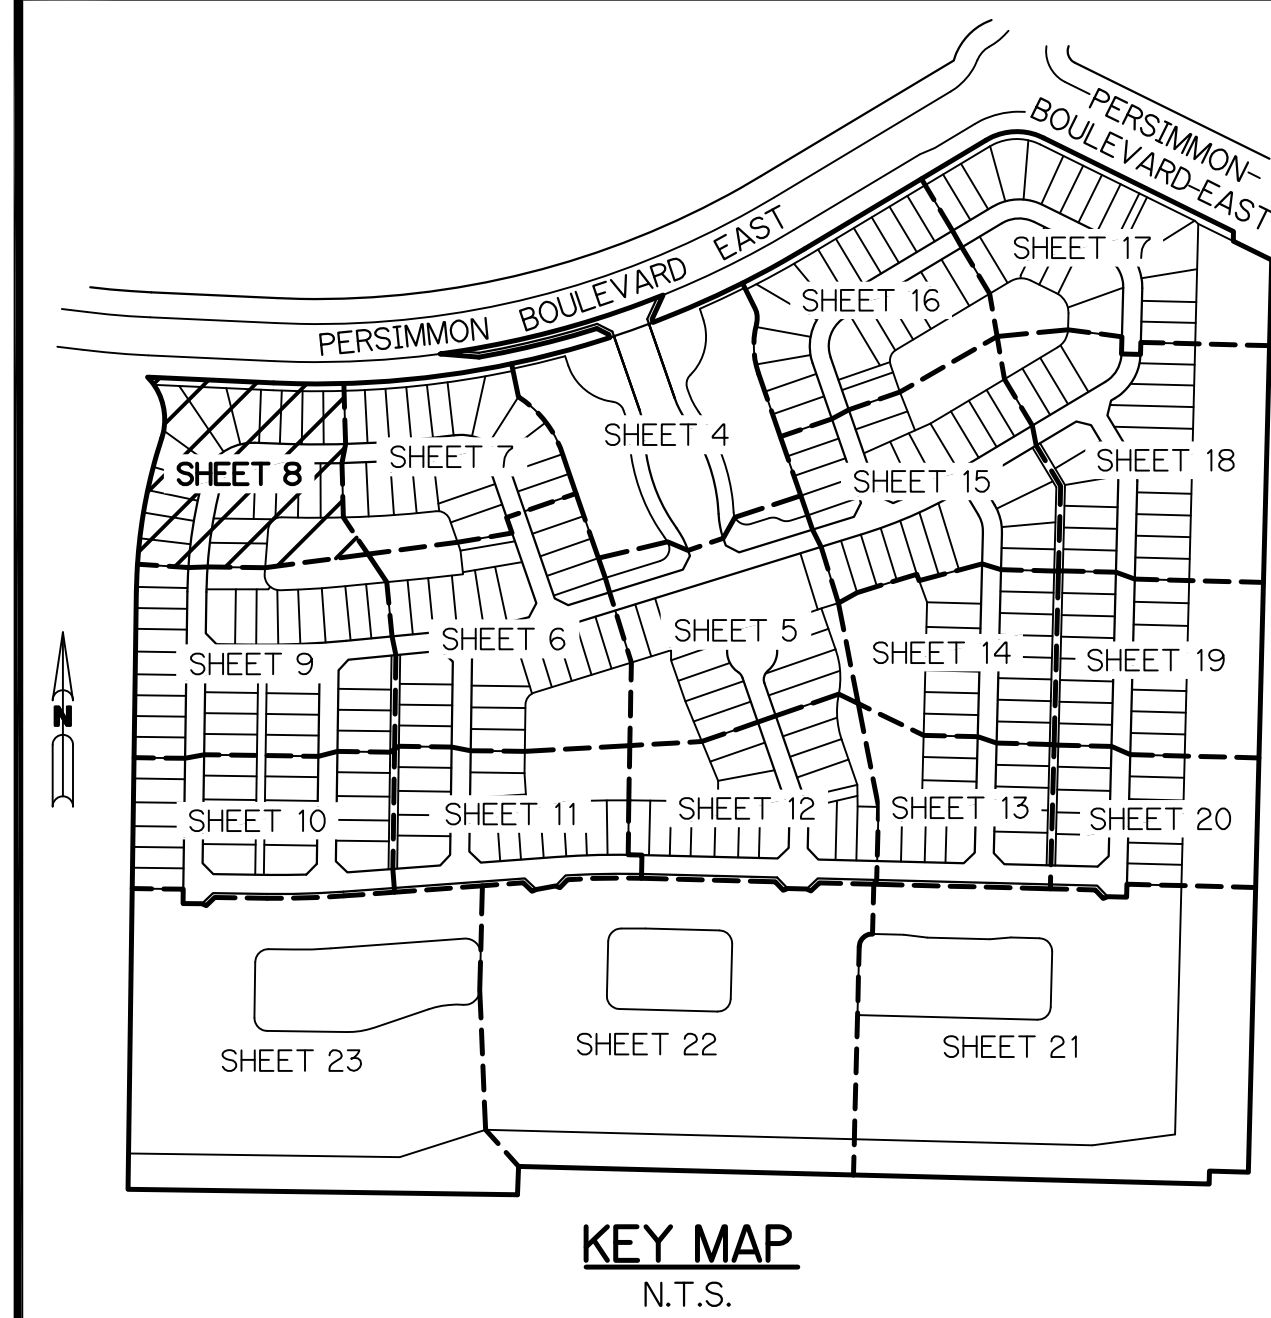 PERSIMMON-
BOULEVARD-EAST
PERSIMMON BOULEVARD EAST
SHEET 17
SHEET 16
SHEET 4
SHEET 7
SHEET 8
SHEET 15
SHEET 18
SHEET 5
SHEET 6
SHEET 9
SHEET 14
SHEET 19
N
SHEET 10
SHEET 11
SHEET 12
SHEET 13
SHEET 20
SHEET 23
SHEET 22
SHEET 21
KEY MAP
N.T.S.